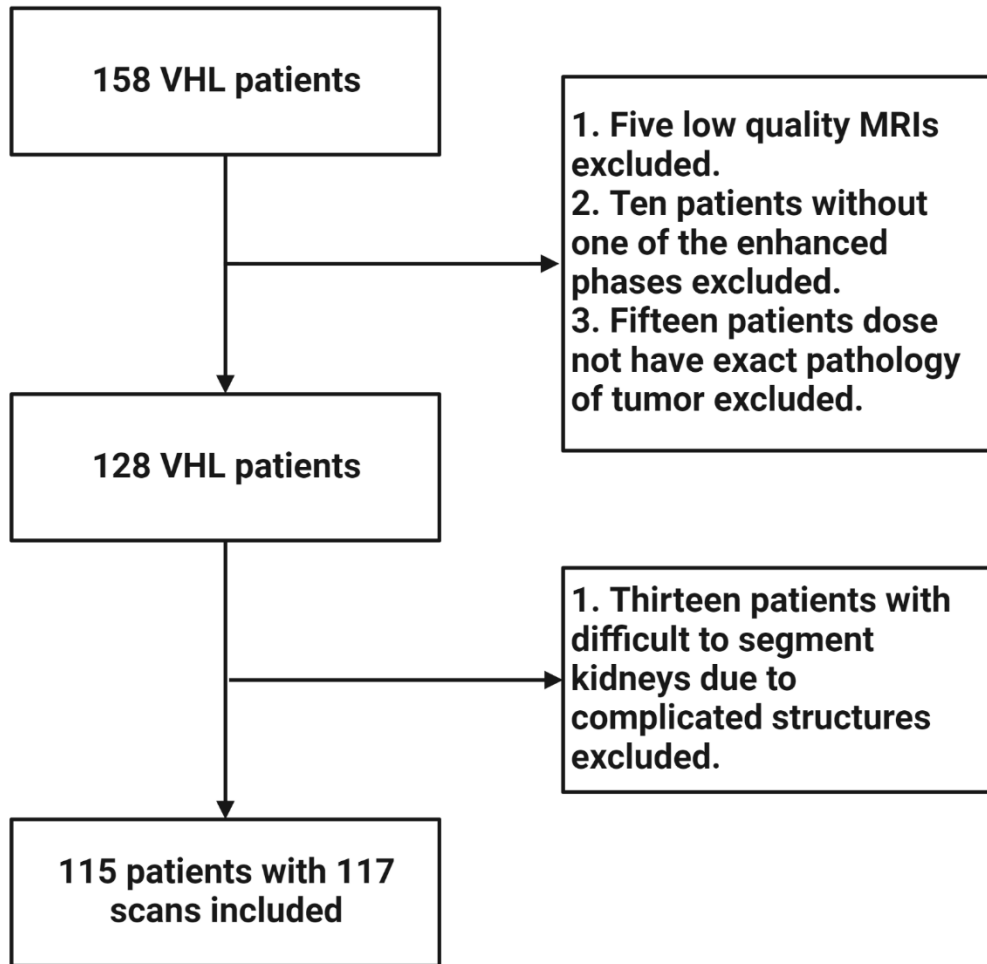 158 VHL patients
1. Five low quality MRIs
excluded.
2. Ten patients without
one of the enhanced
phases excluded.
3. Fifteen patients dose
not have exact pathology
of tumor excluded.
128 VHL patients
1. Thirteen patients with
difficult to segment
kidneys due to
complicated structures
excluded.
115 patients with 117
scans included